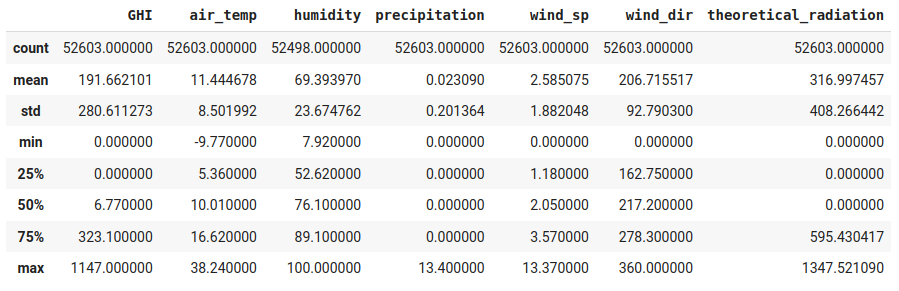 GHI air_temp humidity precipitation wind_sp wind_dir theoretical_radiation
count 52603.000000 52603.000000 52498.000000 52603.000000 52603.000000 52603.000000 52603.000000
mean 191.662101 11.444678 69.393970 0.023090 2.585075 206.715517 316.997457
std 280.611273 8.501992 23.674762 0.201364 1.882048 92.790300 408.266442
min 0.000000 -9.770000 7.920000 0.000000 0.000000 0.000000 0.000000
25% 0.000000 5.360000 52.620000 0.000000 1.180000 162.750000 0.000000
50% 6.770000 10.010000 76.100000 0.000000 2.050000 217.200000 0.000000
75% 323.100000 16.620000 89.100000 0.000000 3.570000 278.300000 595.430417
max 1147.000000 38.240000 100.000000 13.400000 13.370000 360.000000 1347.521090